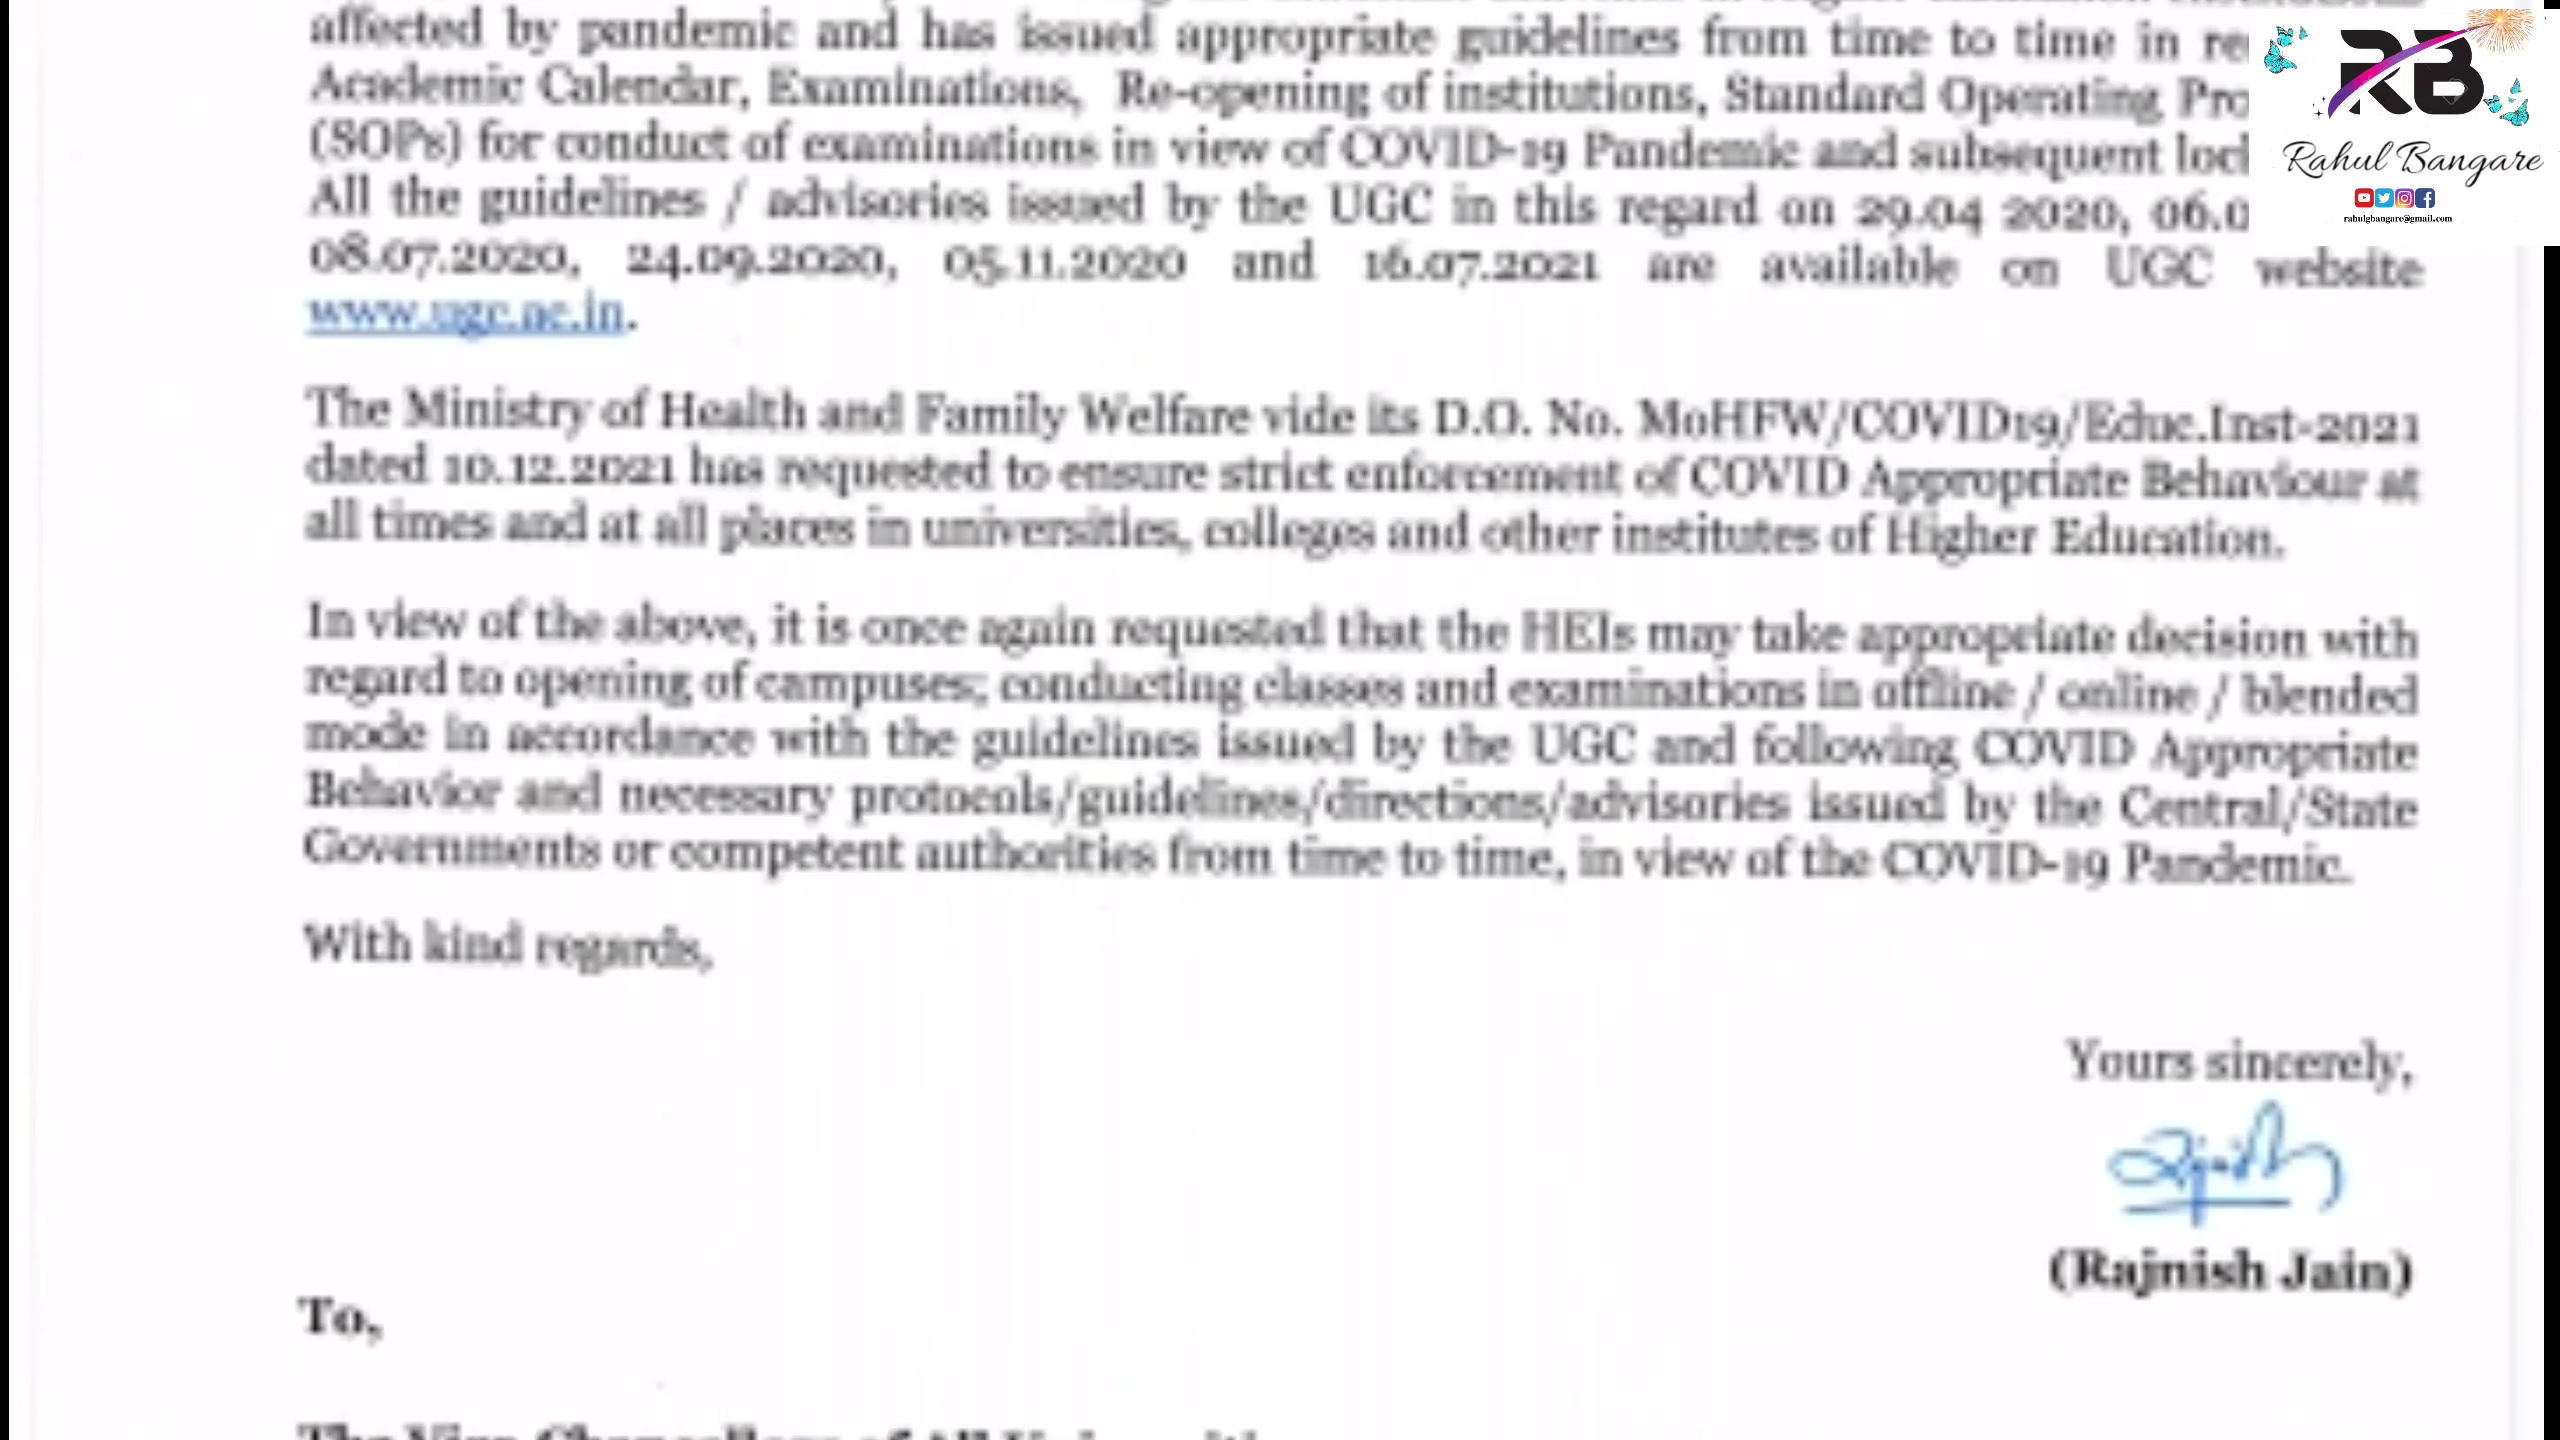 affected by pandemic and has issued appropriate guidelines from time to time in
Academic Calendar, Examinations, Re-opening of institutions, Standard Operating
(SOPs) for conduct of examinations in view of COVID-19 Pandemic and subsequent
All the guidelines / advisories issued by the UGC in this regard on 29.04 2020,
08.07.2020, 24.09.2020, 05.11.2020 and 16.07.2021 are available on UGC website
www.ugc.ac.in.
The Ministry of Health and Family Welfare vide its D.O. No. MoHFW/COVID19/Educ.Inst-2021
dated 10.12.2021 has requested to ensure strict enforcement of COVID Appropriate Behaviour at
all times and at all places in universities, colleges and other institutes of Higher Education.
In view of the above, it is once again requested that the HEIs may take appropriate decision with
regard to opening of campuses; conducting classes and examinations in offline / online / blended
mode in accordance with the guidelines issued by the UGC and following COVID Appropriate
Behavior and necessary protocols/guidelines/directions/advisories issued by the Central/State
Governments or competent authorities from time to time, in view of the COVID-19 Pandemic.
With kind regards,
Yours sincerely,
(Rajnish Jain)
To,
RB
Rahul Bangare
rahulgbangare@gmail.com